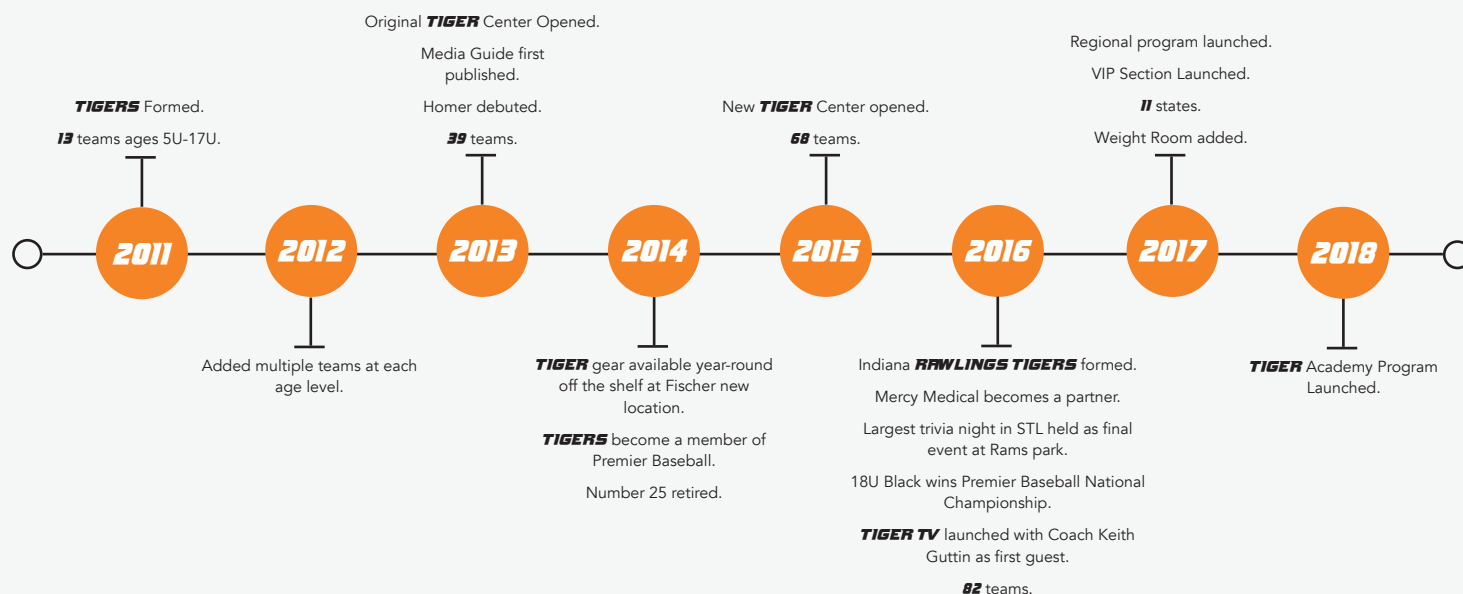 TIGERS Formed.
13 teams ages 5U-17U.
2011
2012
Added multiple teams at each
age level.
Original TIGER Center Opened.
Media Guide first
published.
Homer debuted.
39 teams.
2013
2014
TIGER gear available year-round
off the shelf at Fischer new
location.
TIGERS become a member of
Premier Baseball.
Number 25 retired.
New TIGER Center opened.
68 teams.
2015
2016
Indiana RAWLINGS TIGERS formed.
Mercy Medical becomes a partner.
Largest trivia night in STL held as final
event at Rams park.
18U Black wins Premier Baseball National
Championship.
TIGER TV launched with Coach Keith
Guttin as first guest.
82 teams.
Regional program launched.
VIP Section Launched.
11 states.
Weight Room added.
2017
2018
TIGER Academy Program
Launched.